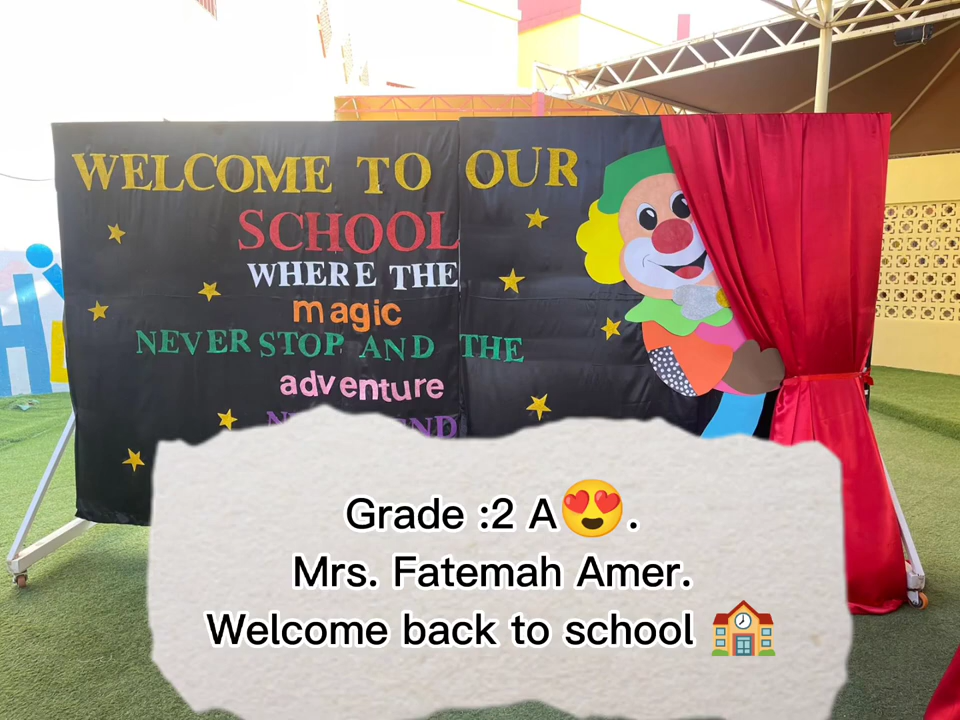 WELCOME TO OUR
SCHOOL
WHERE THE
magic
NEVER STOP AND THE
adventure
Grade :2 A😍.
Mrs. Fatemah Amer.
Welcome back to school 🏫